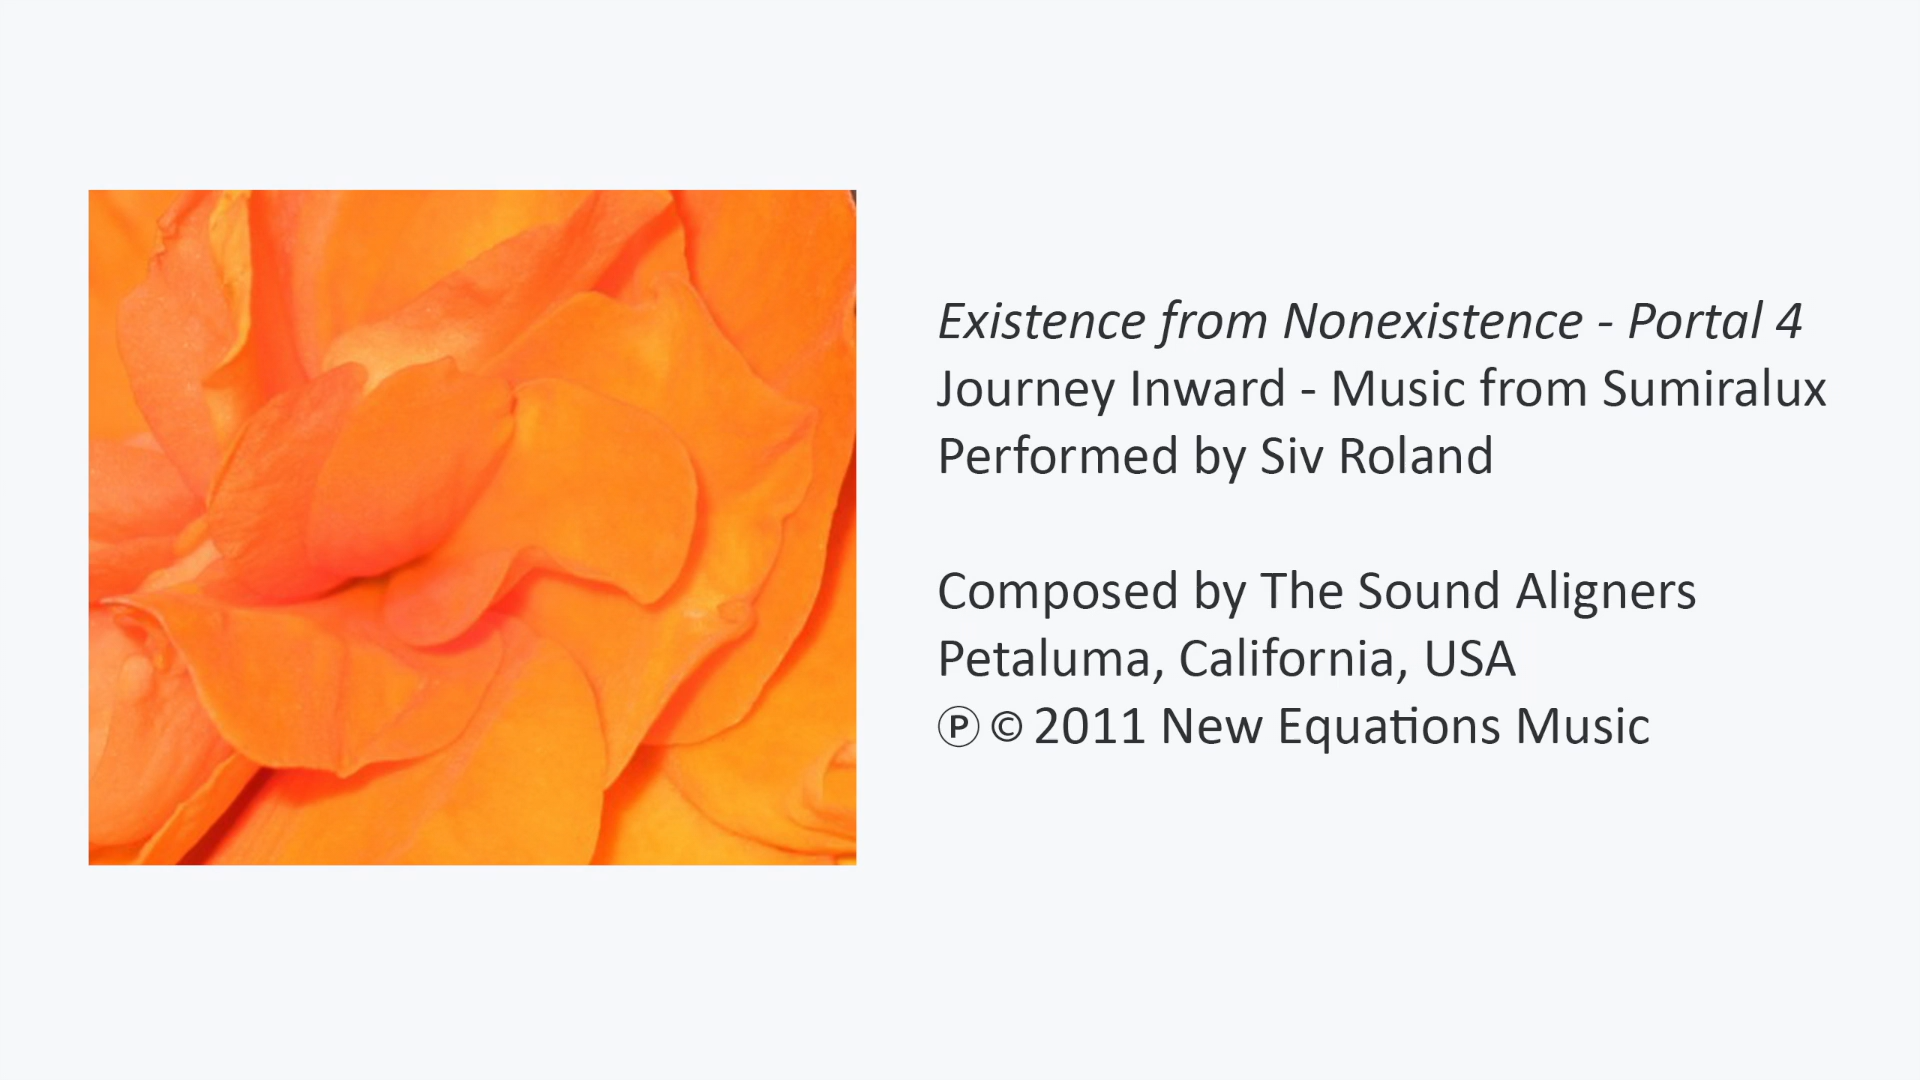 Existence from Nonexistence - Portal 4
Journey Inward - Music from Sumiralux
Performed by Siv Roland
Composed by The Sound Aligners
Petaluma, California, USA
Ⓟ © 2011 New Equations Music